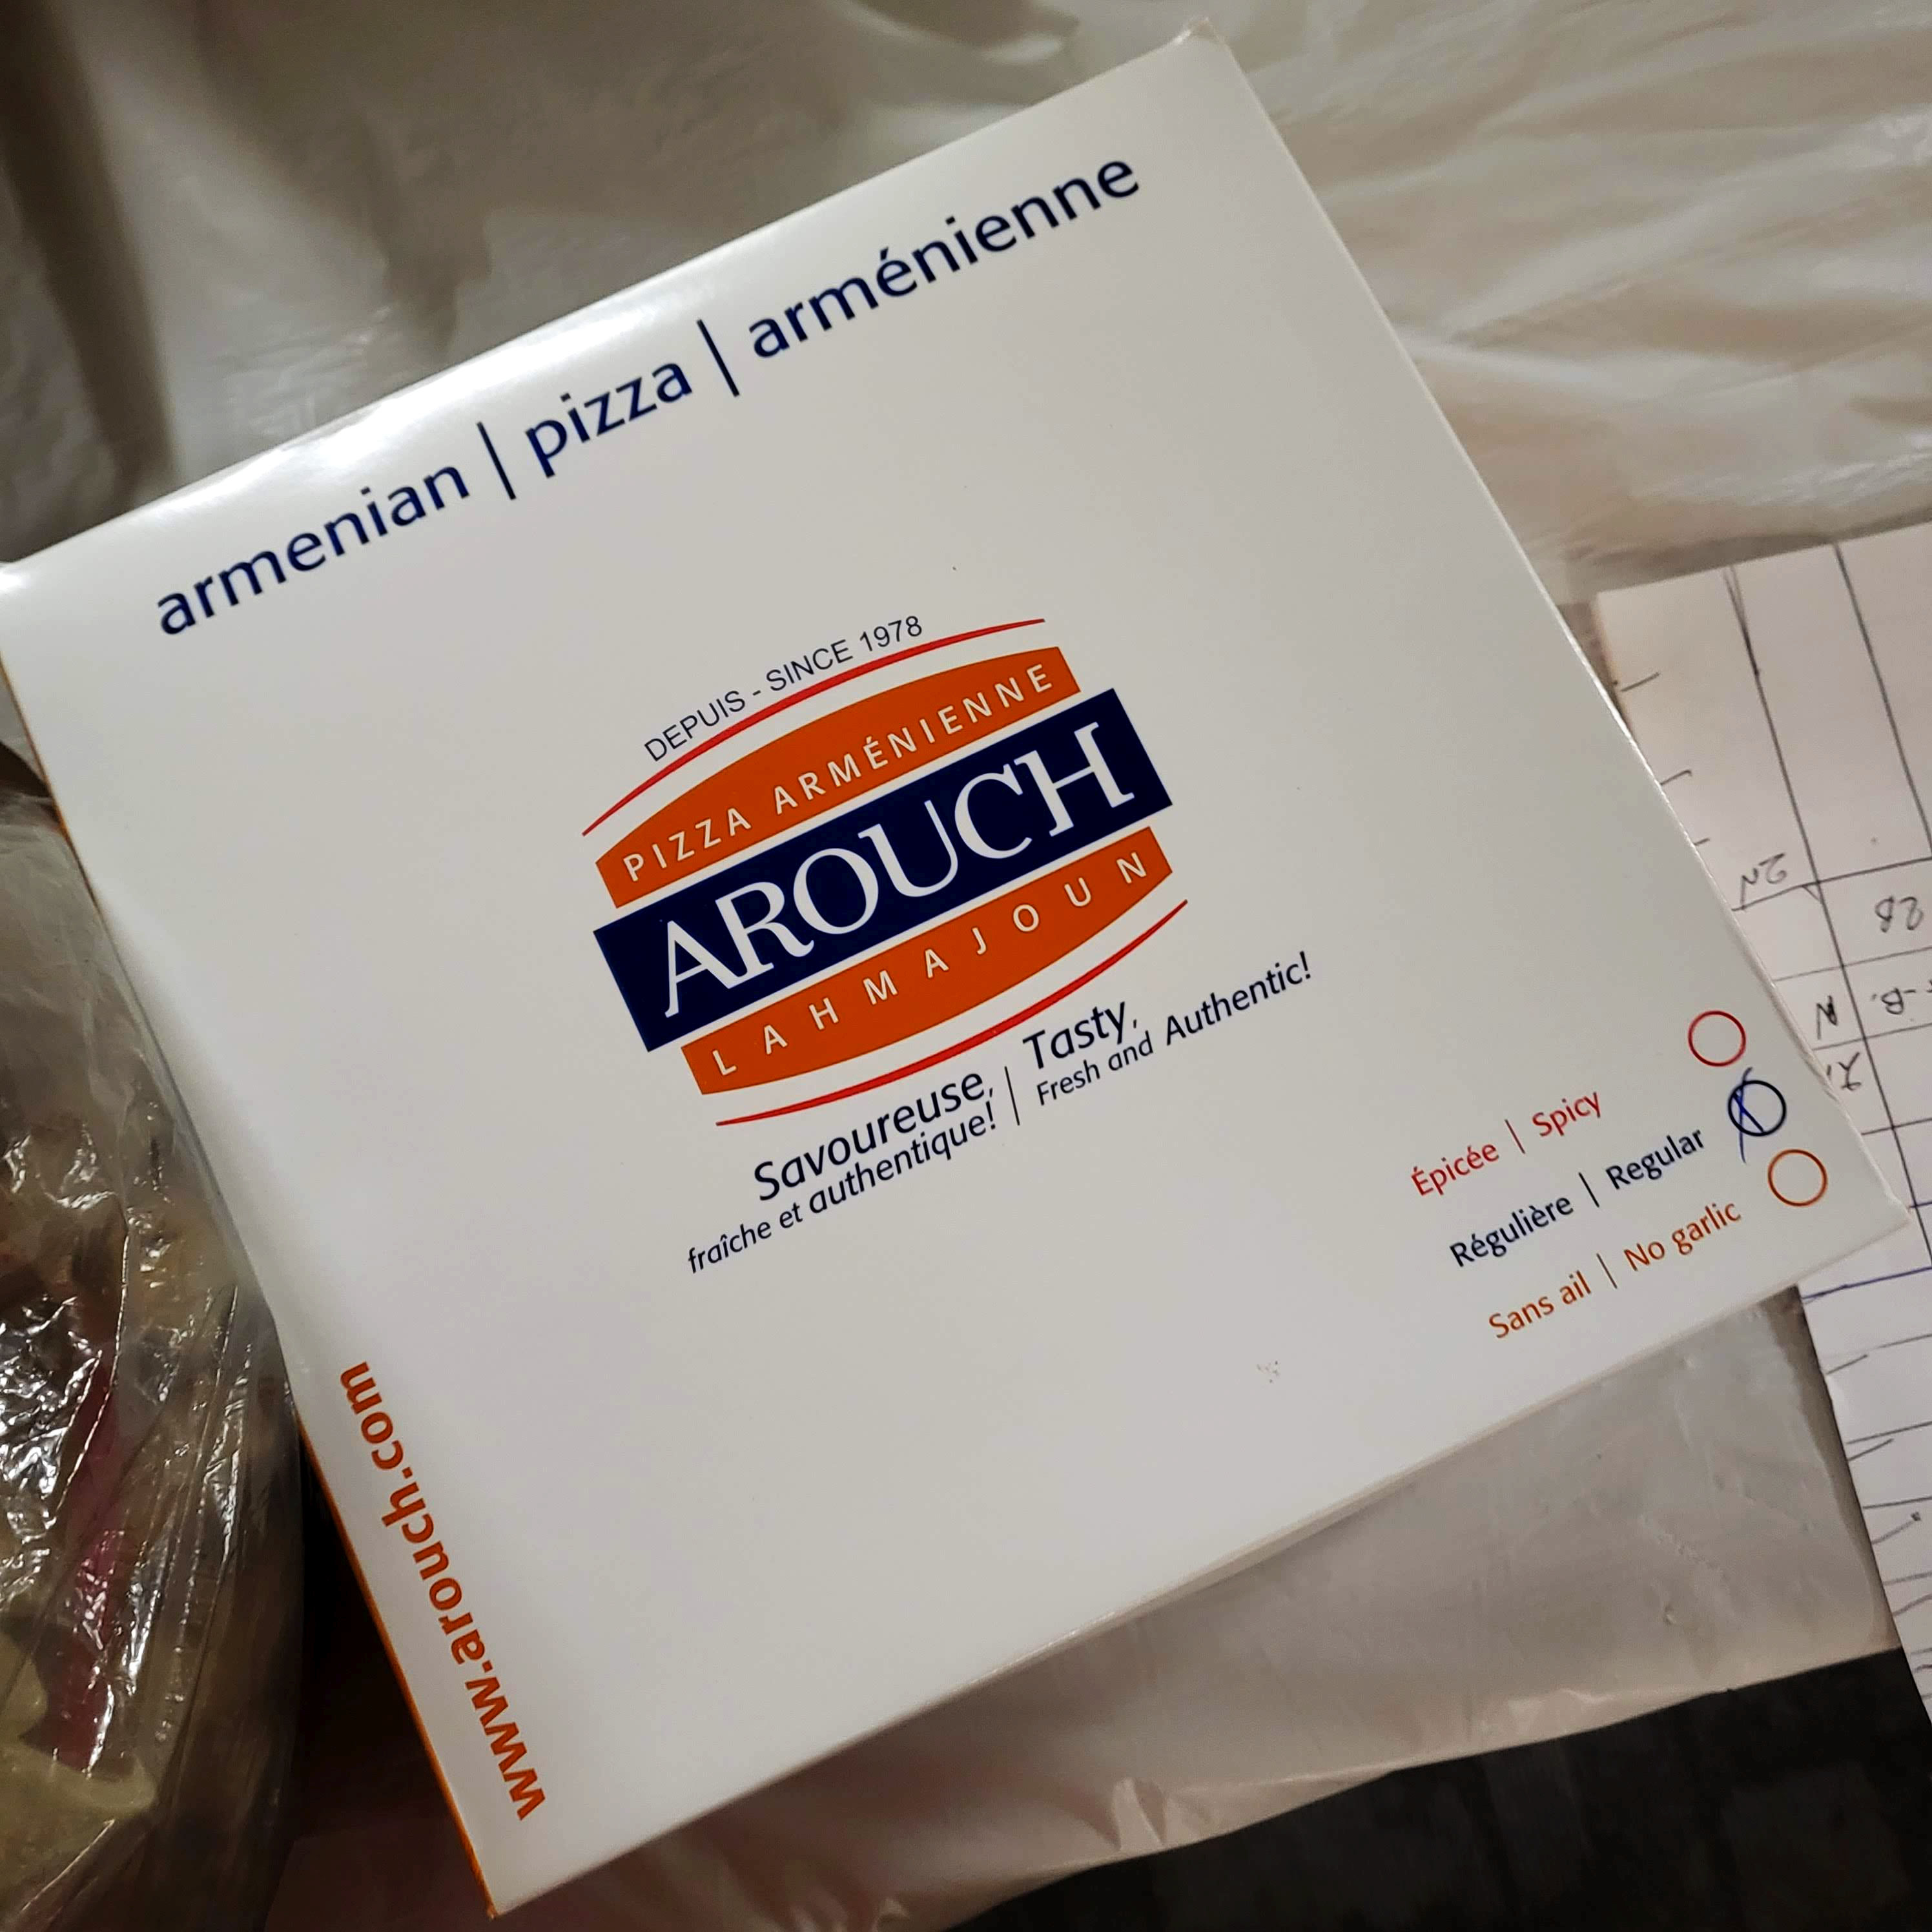 armenian | pizza | arménienne
DEPUIS - SINCE 1978
PIZZA ARMÉNIENNE
AROUCH
LAHMAJOUN
Savoureuse, | Tasty,
fraîche et authentique! | Fresh and Authentic!
Épicée | Spicy
Régulière | Regular
Sans ail | No garlic
www.arouch.com
2N